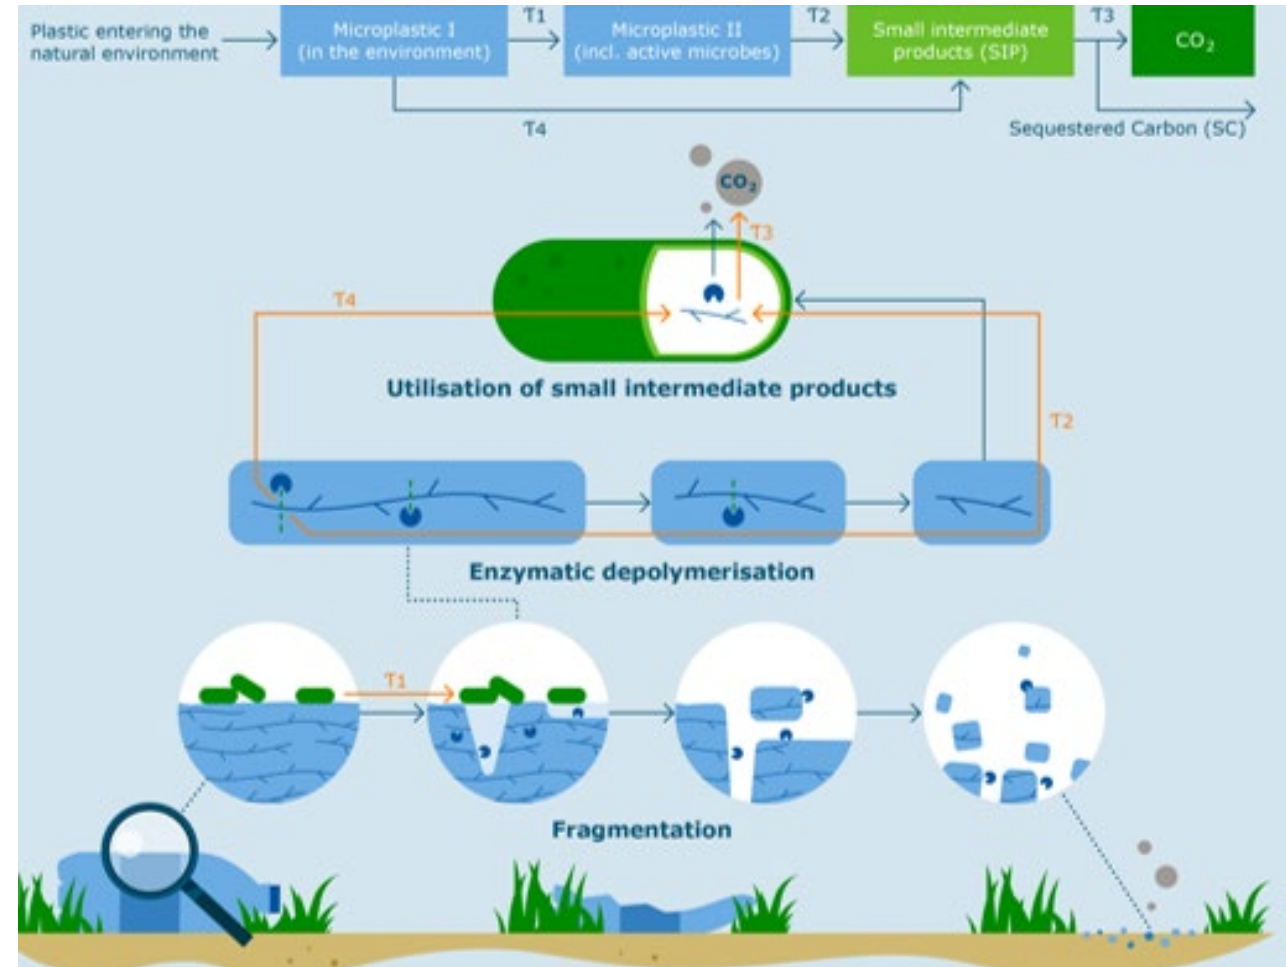 Plastic entering the
natural environment
Microplastic I
(in the environment)
T1
Microplastic II
(incl. active microbes)
T2
Small intermediate
products (SIP)
T3
CO₂
T4
Sequestered Carbon (SC)
CO₂
T3
T4
Utilisation of small intermediate products
T2
Enzymatic depolymerisation
T1
Fragmentation